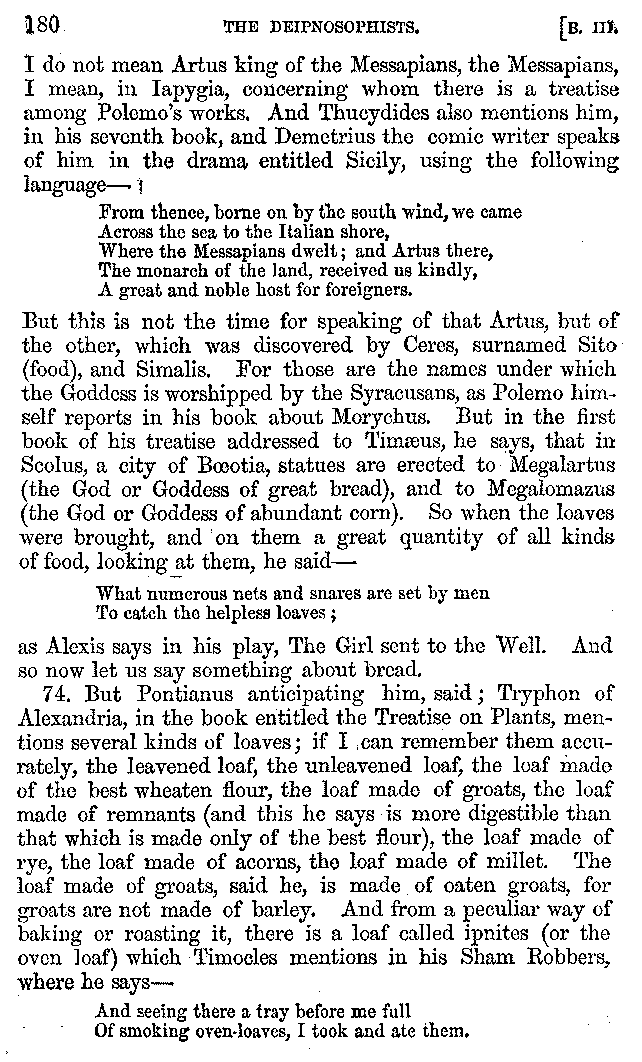 180 THE DEIPNOSOPHISTS. [B. III.
I do not mean Artus king of the Messapians, the Messapians,
I mean, in Iapygia, concerning whom there is a treatise
among Polemo's works. And Thucydides also mentions him,
in his seventh book, and Demetrius the comic writer speaks
of him in the drama entitled Sicily, using the following
language—
From thence, borne on by the south wind, we came
Across the sea to the Italian shore,
Where the Messapians dwelt; and Artus there,
The monarch of the land, received us kindly,
A great and noble host for foreigners.
But this is not the time for speaking of that Artus, but of
the other, which was discovered by Ceres, surnamed Sito
(food), and Simalis. For those are the names under which
the Goddess is worshipped by the Syracusans, as Polemo him-
self reports in his book about Morychus. But in the first
book of his treatise addressed to Timæus, he says, that in
Scolus, a city of Bœotia, statues are erected to Megalartus
(the God or Goddess of great bread), and to Megalomazus
(the God or Goddess of abundant corn). So when the loaves
were brought, and on them a great quantity of all kinds
of food, looking at them, he said—
What numerous nets and snares are set by men
To catch the helpless loaves;
as Alexis says in his play, The Girl sent to the Well. And
so now let us say something about bread.
74. But Pontianus anticipating him, said; Tryphon of
Alexandria, in the book entitled the Treatise on Plants, men-
tions several kinds of loaves; if I can remember them accu-
rately, the leavened loaf, the unleavened loaf, the loaf made
of the best wheaten flour, the loaf made of groats, the loaf
made of remnants (and this he says is more digestible than
that which is made only of the best flour), the loaf made of
rye, the loaf made of acorns, the loaf made of millet. The
loaf made of groats, said he, is made of oaten groats, for
groats are not made of barley. And from a peculiar way of
baking or roasting it, there is a loaf called ipnites (or the
oven loaf) which Timocles mentions in his Sham Robbers,
where he says—
And seeing there a tray before me full
Of smoking oven-loaves, I took and ate them.